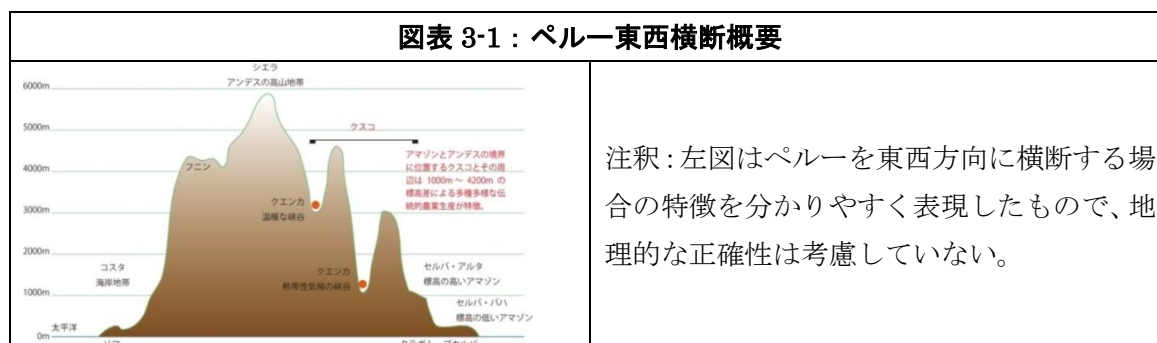 図表 3-1：ペルー東西横断概要
シエラ
アンデスの高山地帯
6000m
5000m
クスコ
アマゾンとアンデスの境界
に位置するクスコとその周
辺は 1000m～ 4200m の
標高差による多種多様な伝
統的農業生産が特徴。
フニン
4000m
クエンカ
温暖な峡谷
3000m
2000m
コスタ
海岸地帯
クエンカ
熱帯性気候の峡谷
セルバ・アルタ
標高の高いアマゾン
1000m
セルバ・バハ
標高の低いアマゾン
太平洋
0m
注釈：左図はペルーを東西方向に横断する場
合の特徴を分かりやすく表現したもので、地
理的な正確性は考慮していない。